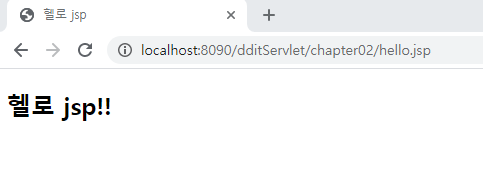 헬로 jsp
localhost:8090/dditServlet/chapter02/hello.jsp
헬로 jsp!!